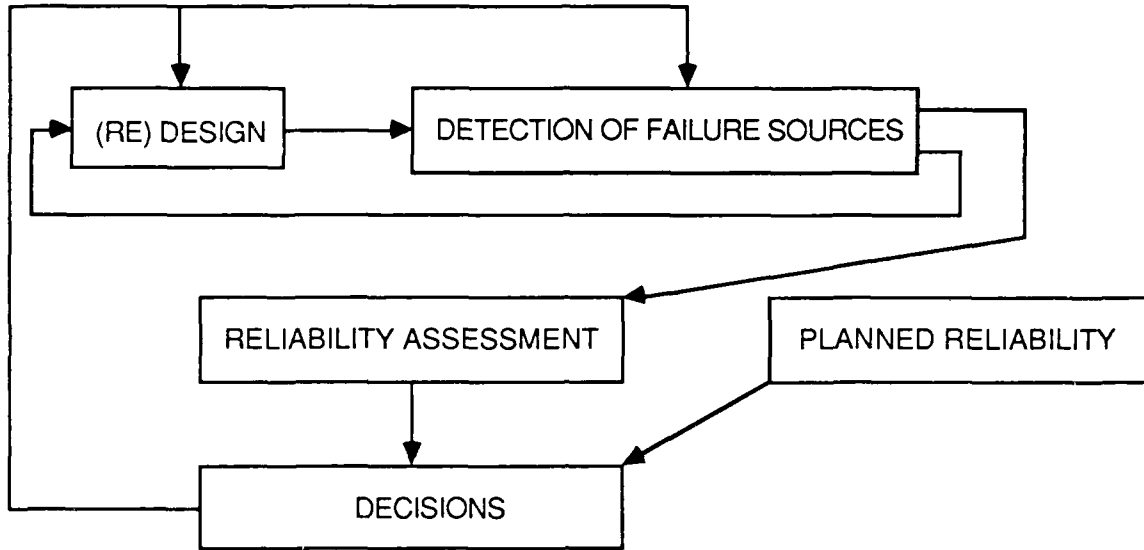 (RE) DESIGN
DETECTION OF FAILURE SOURCES
RELIABILITY ASSESSMENT
PLANNED RELIABILITY
DECISIONS